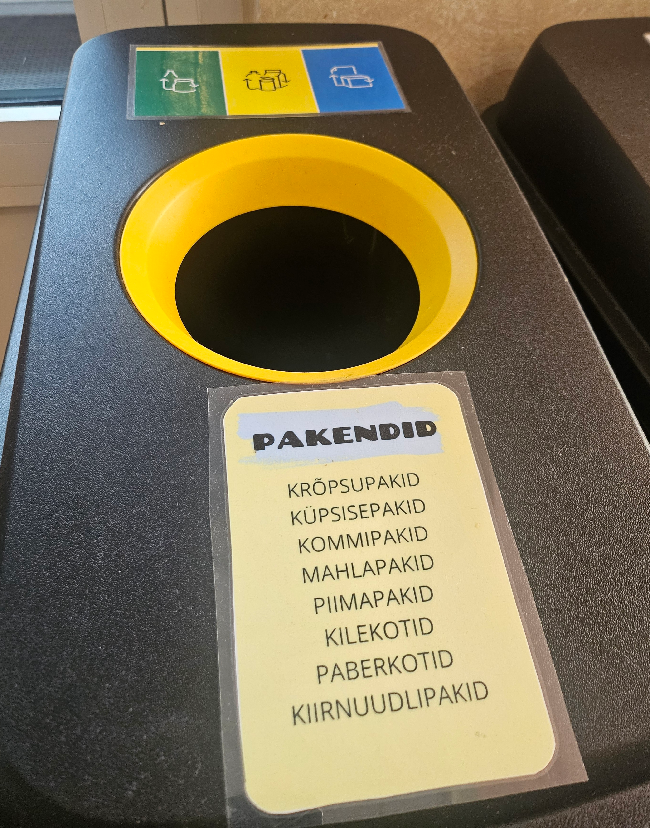 PAKENDID
KRÕPSUPAKID
KÜPSISEPAKID
KOMMIPAKID
MAHLAPAKID
PIIMAPAKID
KILEKOTID
PABERKOTID
KIIRNUUDLIPAKID